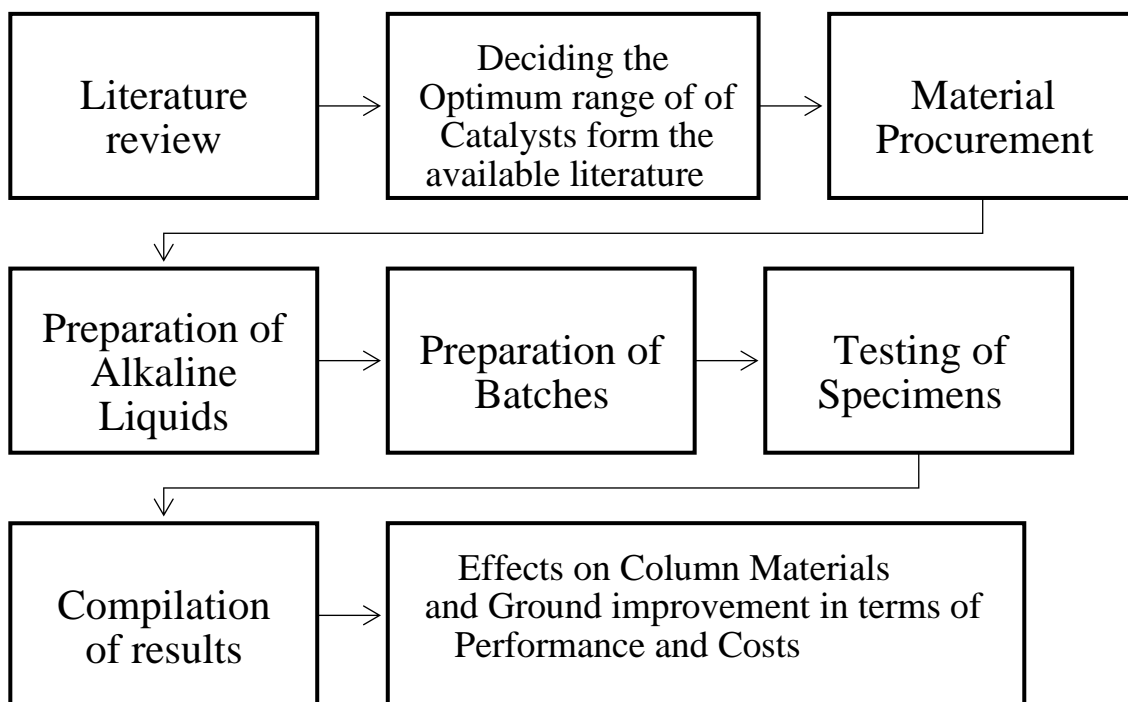 Literature
review
Deciding the
Optimum range of of
Catalysts form the
available literature
Material
Procurement
Preparation of
Alkaline
Liquids
Preparation of
Batches
Testing of
Specimens
Compilation
of results
Effects on Column Materials
and Ground improvement in terms of
Performance and Costs